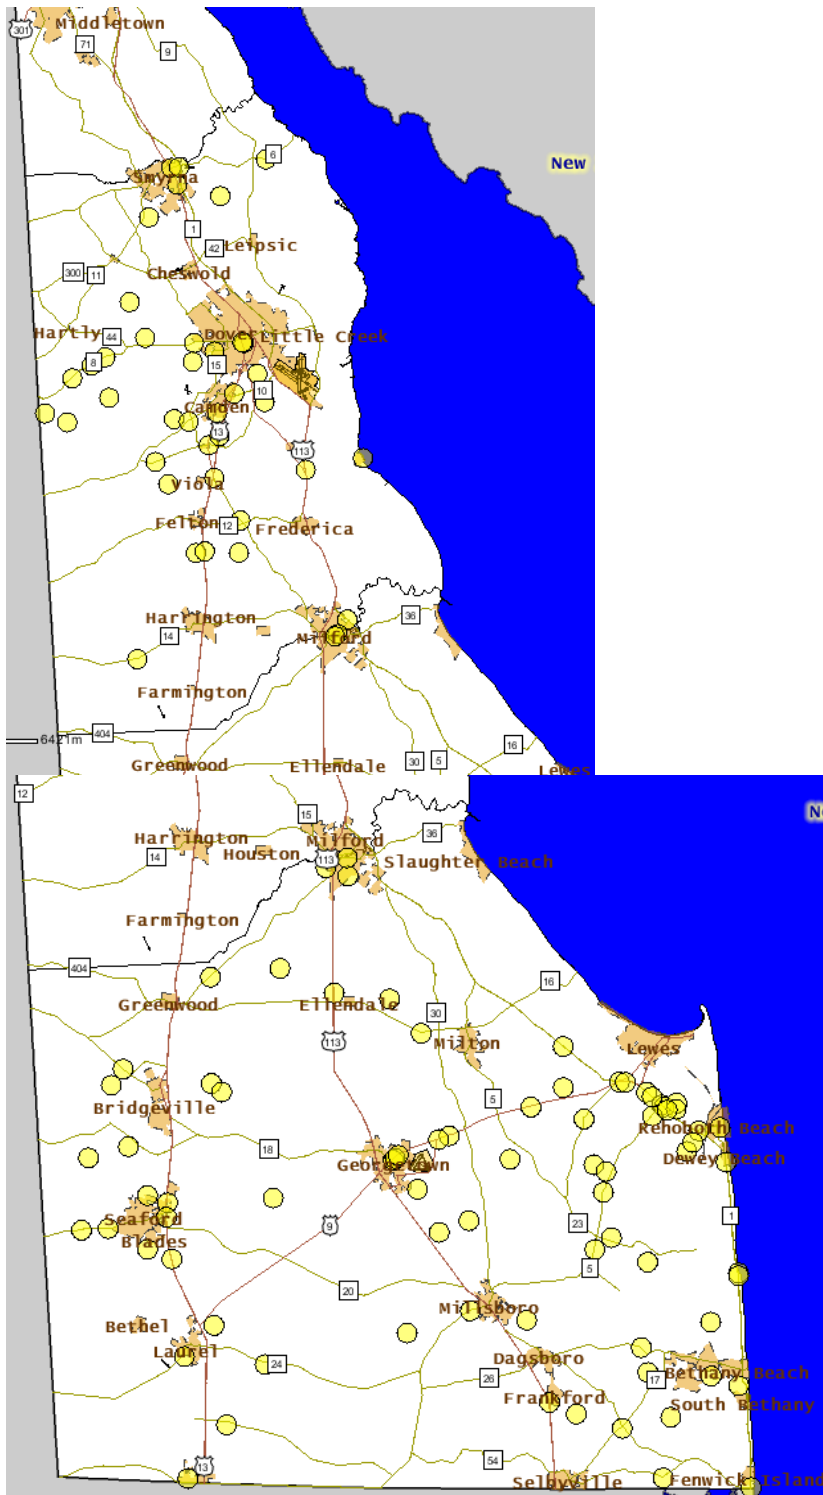 301
Middletown
71
9
6
New
Smyrna
1
42
Leipsic
300
11
Cheswold
Hartly
44
Dover
Little Creek
8
15
10
Camden
13
113
Viola
Felton
12
Frederica
Harrington
36
14
Milford
Farmington
404
6421m
16
30
5
Greenwood
Ellendale
Lewes
12
15
36
Harrington
Milford
14
Houston
113
Slaughter Beach
Farmington
404
16
Greenwood
Ellendale
30
113
Milton
Lewes
5
Bridgeville
Rehoboth Beach
18
Georgetown
Dewey Beach
Seaford
9
23
1
Blades
5
20
Millsboro
Bethel
Laurel
24
Dagsboro
26
17
Bethany Beach
Frankford
South Bethany
54
13
Selbyville
Fenwick Island